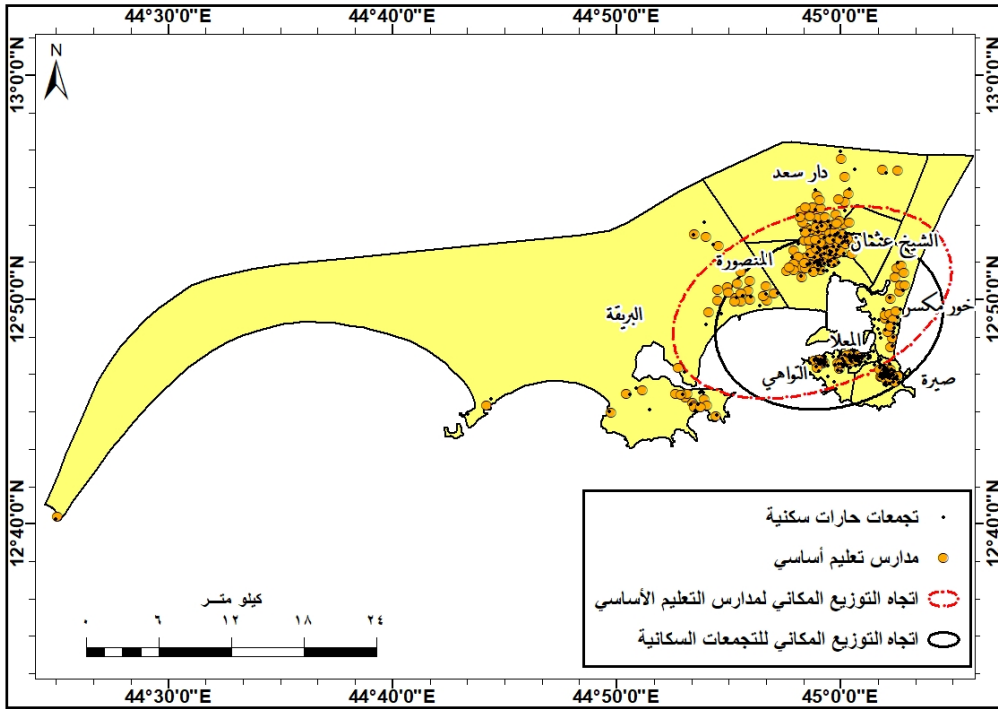 44°30'0"E 44°40'0"E 44°50'0"E 45°0'0"E
13°0'0"N 13°0'0"N
N
دار سعد
الشيخ عثمان
المنصورة
12°50'0"N 12°50'0"N
خور مكسر
البريقة
المعلا
التواهي
صيرة
12°40'0"N 12°40'0"N
تجمعات حارات سكنية
مدارس تعليم أساسي
اتجاه التوزيع المكاني لمدارس التعليم الأساسي
اتجاه التوزيع المكاني للتجمعات السكانية
كيلو متـــر
٠ ٦ ١٢ ١٨ ٢٤
44°30'0"E 44°40'0"E 44°50'0"E 45°0'0"E